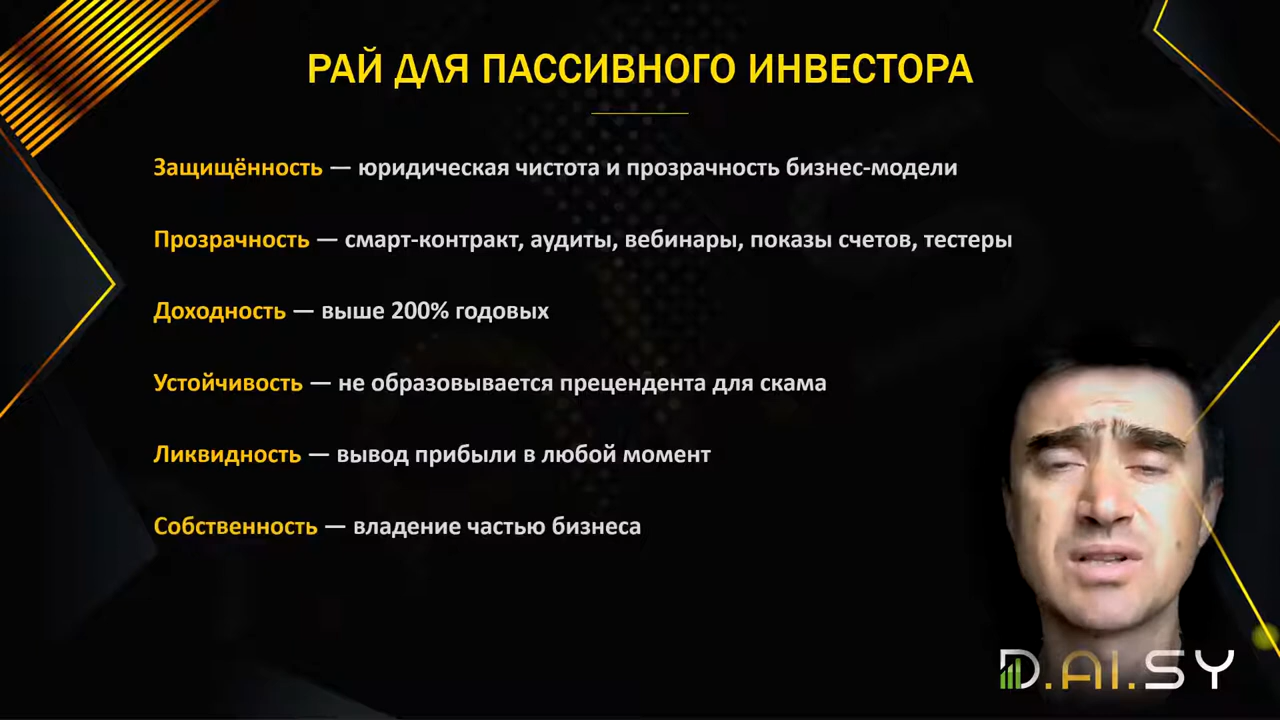 РАЙ ДЛЯ ПАССИВНОГО ИНВЕСТОРА
Защищённость — юридическая чистота и прозрачность бизнес-модели
Прозрачность — смарт-контракт, аудиты, вебинары, показы счетов, тестеры
Доходность — выше 200% годовых
Устойчивость — не образовывается прецендента для скама
Ликвидность — вывод прибыли в любой момент
Собственность — владение частью бизнеса
D.AI.SY